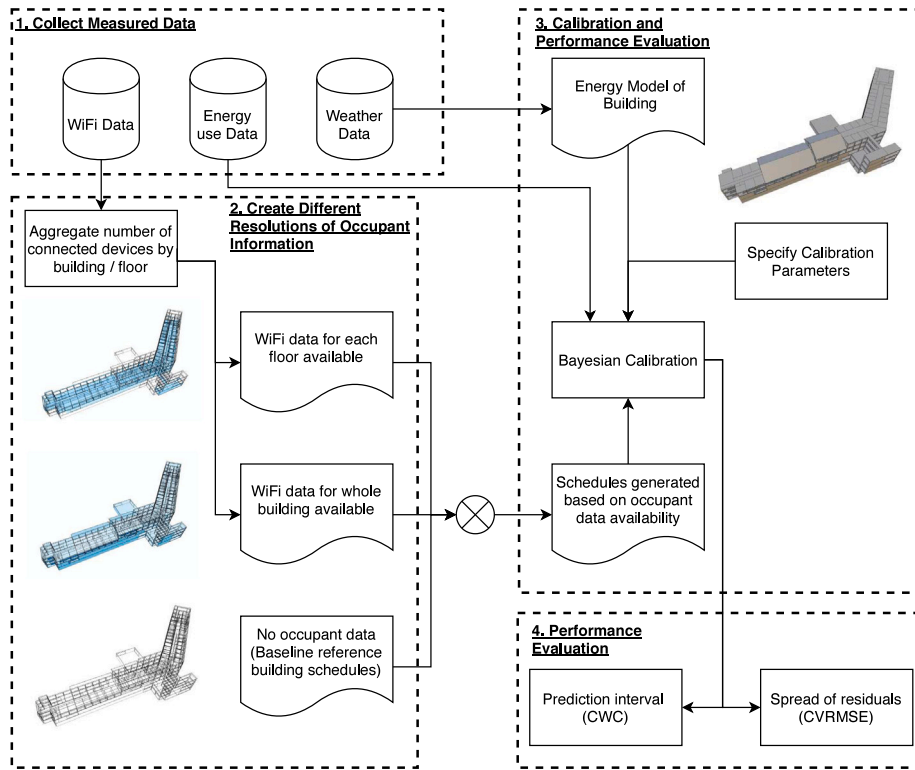 1. Collect Measured Data
WiFi Data
Energy
use Data
Weather
Data
2. Create Different
Resolutions of Occupant
Information
Aggregate number of
connected devices by
building / floor
WiFi data for each
floor available
WiFi data for whole
building available
No occupant data
(Baseline reference
building schedules)
3. Calibration and
Performance Evaluation
Energy Model of
Building
Specify Calibration
Parameters
Bayesian Calibration
Schedules generated
based on occupant
data availability
4. Performance
Evaluation
Prediction interval
(CWC)
Spread of residuals
(CVRMSE)